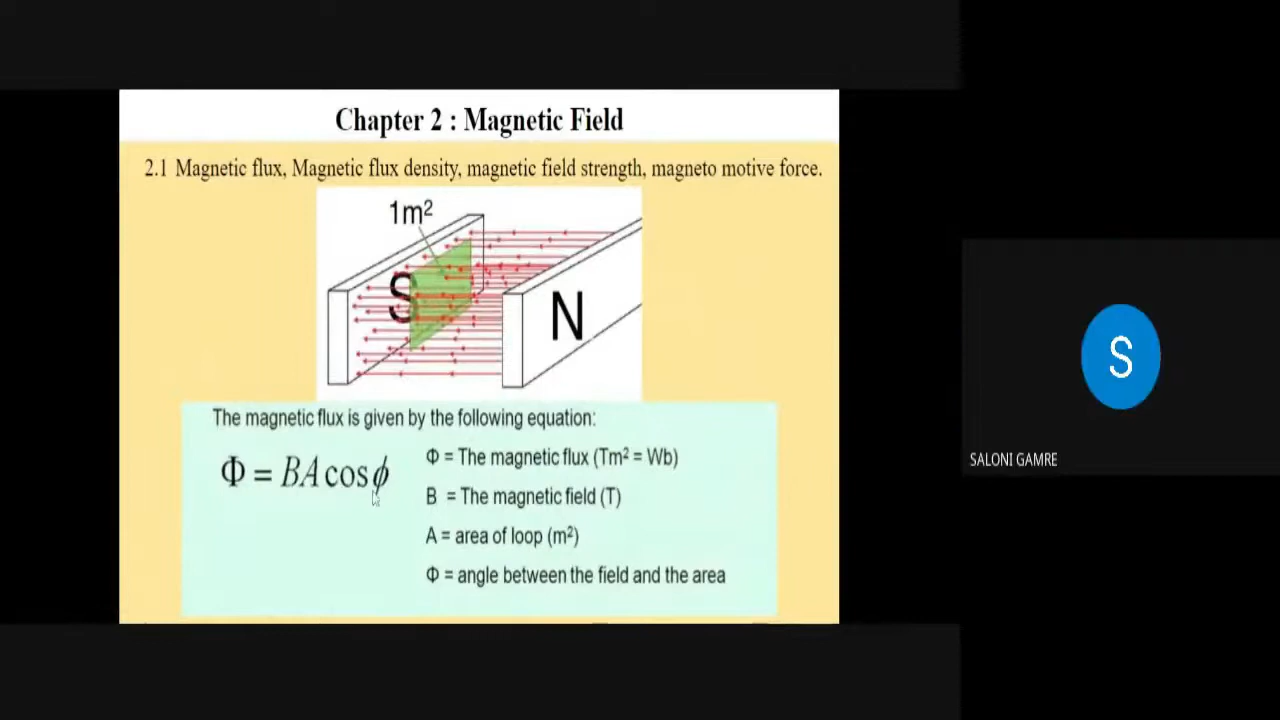 Chapter 2 : Magnetic Field
2.1 Magnetic flux, Magnetic flux density, magnetic field strength, magneto motive force.
1m²
S
N
The magnetic flux is given by the following equation:
Φ = BA cos ϕ
Φ = The magnetic flux (Tm² = Wb)
B = The magnetic field (T)
A = area of loop (m²)
Φ = angle between the field and the area
S
SALONI GAMRE